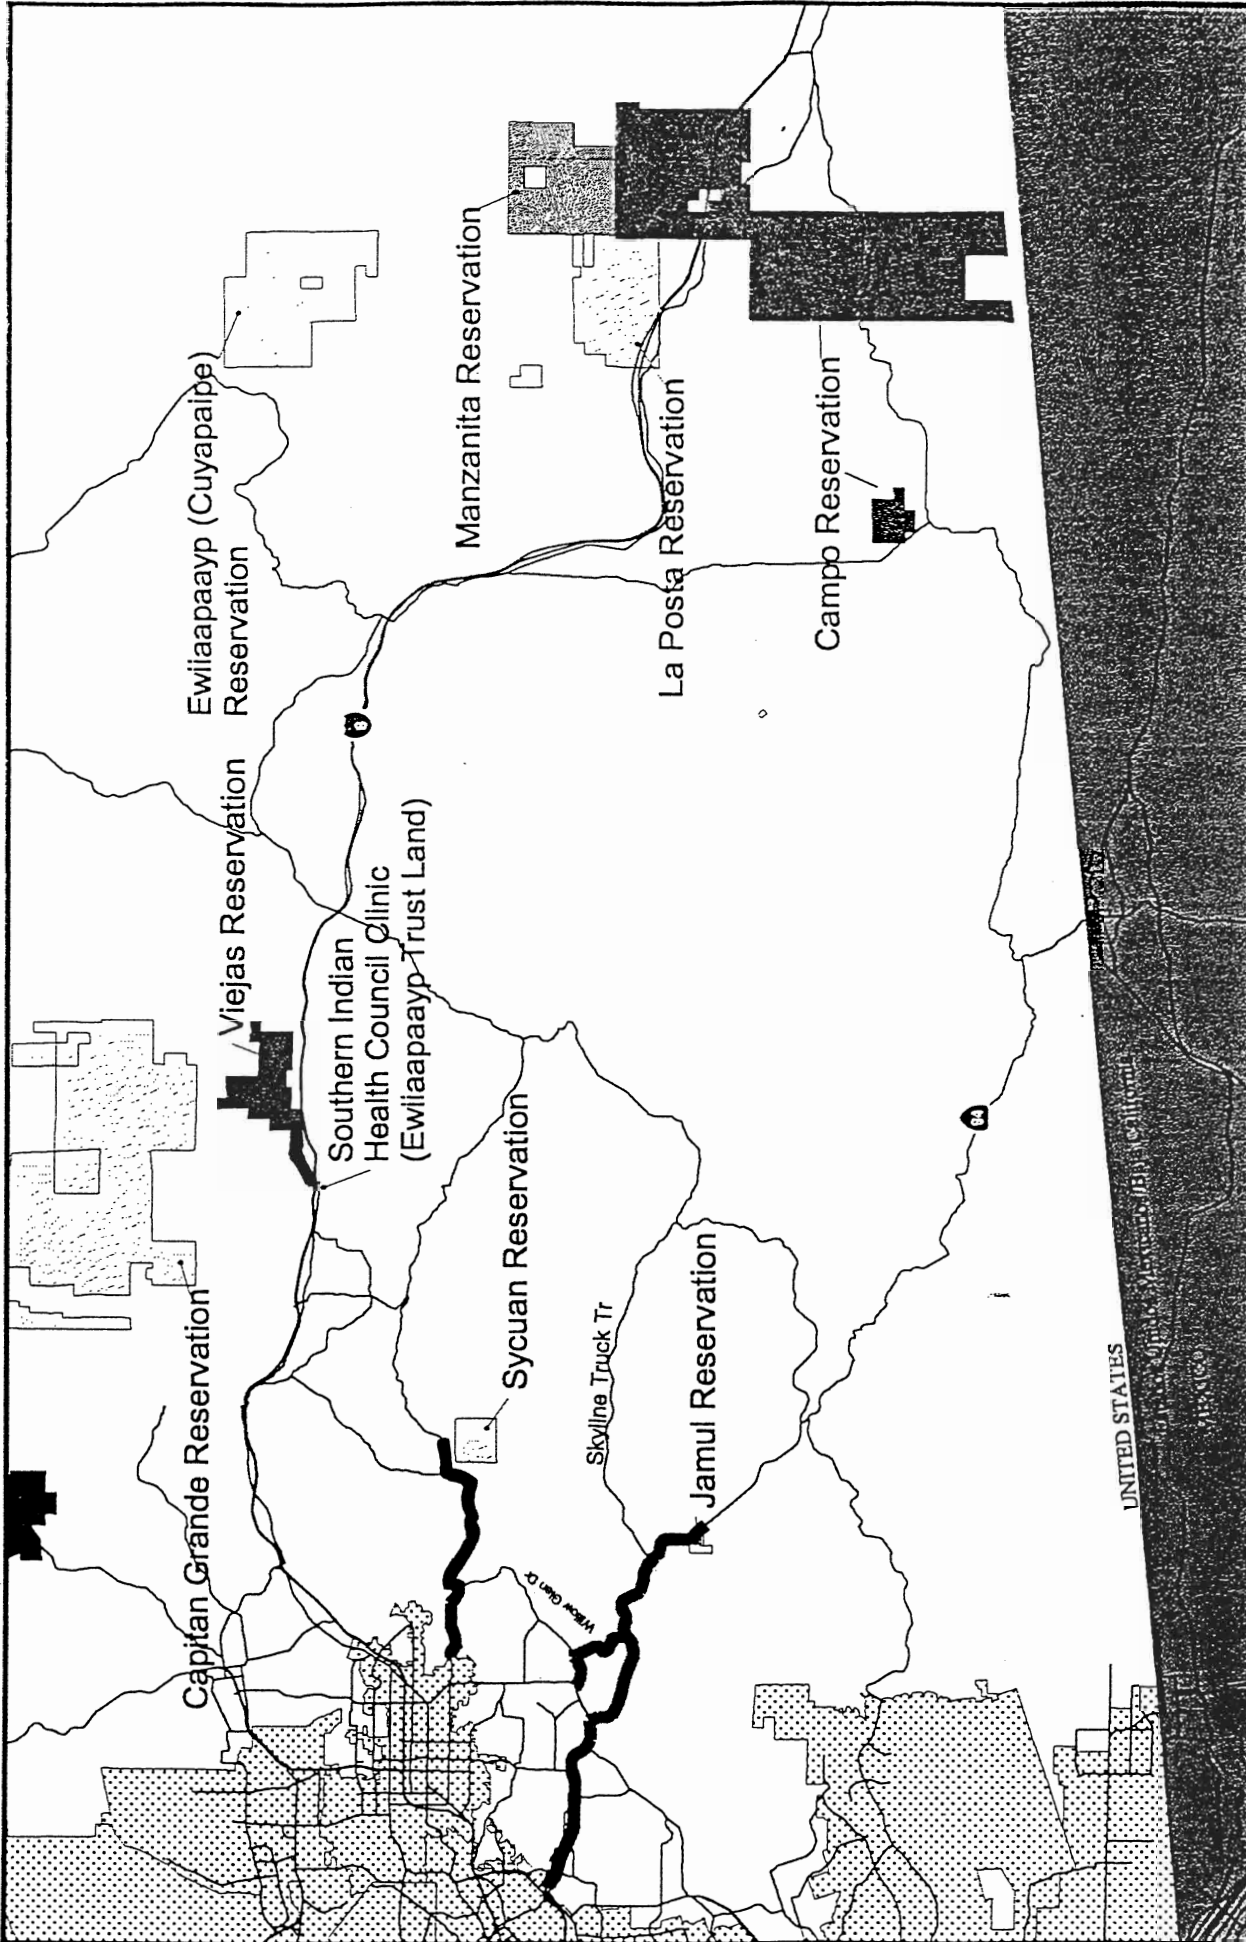 Ewiiaapaayp (Cuyapaipe)
Reservation
Manzanita Reservation
La Posta Reservation
Campo Reservation
8
Viejas Reservation
Southern Indian
Health Council Clinic
(Ewiiaapaayp Trust Land)
Capitan Grande Reservation
Sycuan Reservation
Skyline Truck Tr
Jamul Reservation
Willow Glen Dr
94
UNITED STATES
MEXICO